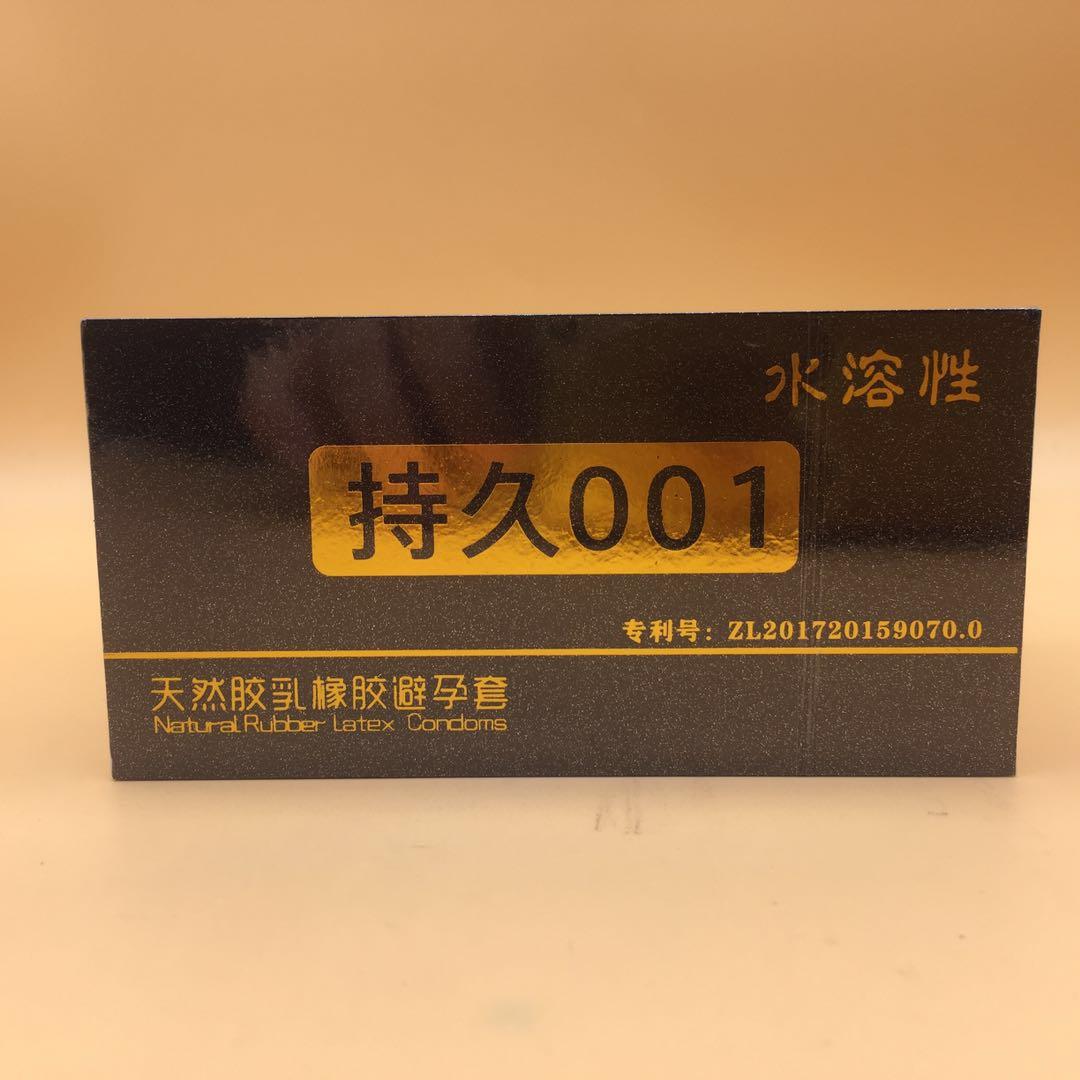 水溶性
持久001
专利号：ZL201720159070.0
天然胶乳橡胶避孕套
Natural Rubber Latex Condoms